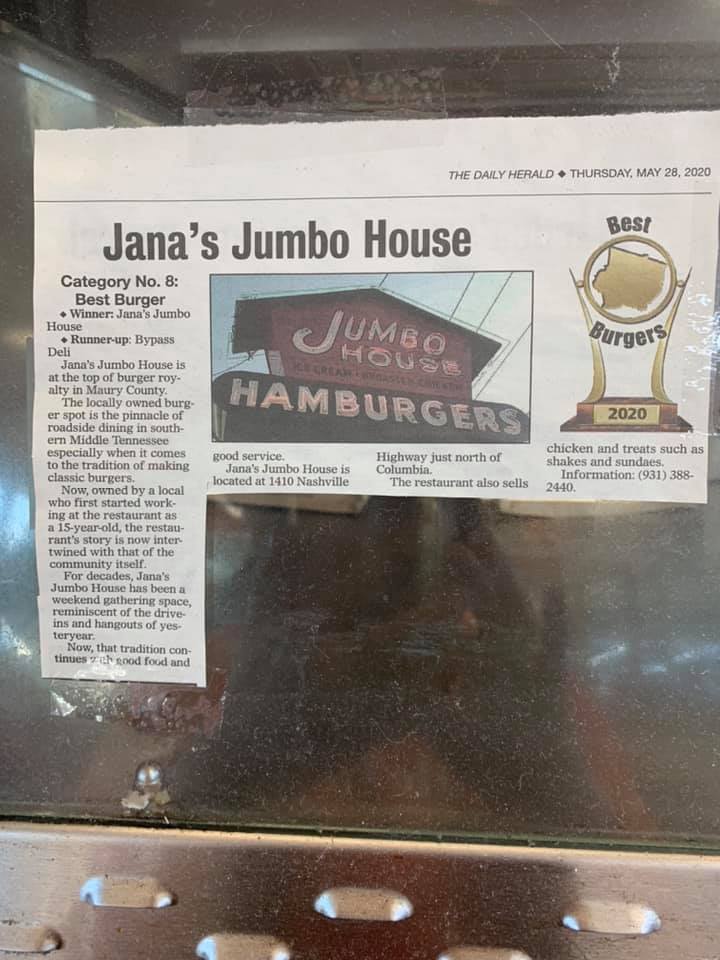 THE DAILY HERALD ◆ THURSDAY, MAY 28, 2020
Jana's Jumbo House
Category No. 8:
Best Burger
◆ Winner: Jana's Jumbo
House
◆ Runner-up: Bypass
Deli
Jana's Jumbo House is
at the top of burger roy-
alty in Maury County.
The locally owned burg-
er spot is the pinnacle of
roadside dining in south-
ern Middle Tennessee
especially when it comes
to the tradition of making
classic burgers.
Now, owned by a local
who first started work-
ing at the restaurant as
a 15-year-old, the restau-
rant's story is now inter-
twined with that of the
community itself.
For decades, Jana's
Jumbo House has been a
weekend gathering space,
reminiscent of the drive-
ins and hangouts of yes-
teryear.
Now, that tradition con-
tinues with good food and
JUMBO
HOUSE
ICE CREAM • BROASTED CHICKEN
HAMBURGERS
good service.
Jana's Jumbo House is
located at 1410 Nashville
Highway just north of
Columbia.
The restaurant also sells
Best
Burgers
2020
chicken and treats such as
shakes and sundaes.
Information: (931) 388-
2440.